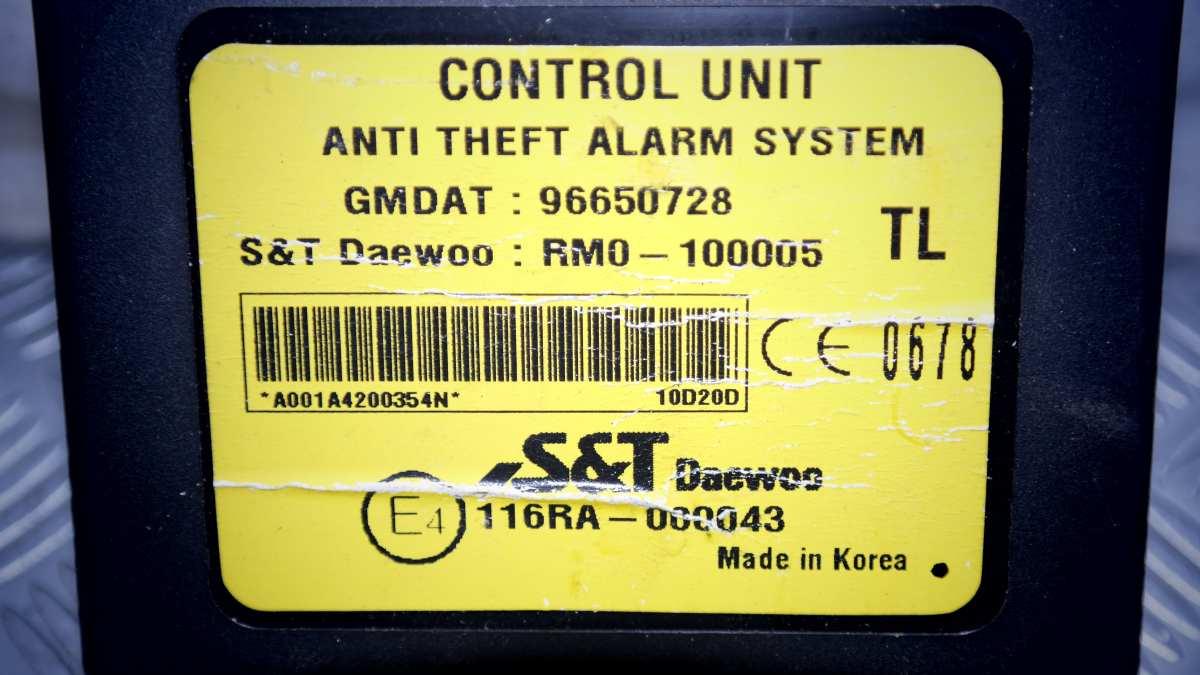 CONTROL UNIT
ANTI THEFT ALARM SYSTEM
GMDAT : 96650728
S&T Daewoo : RM0-100005
TL
*A001A4200354N* 10D20D
CE 0678
S&T Daewoo
E4 116RA-000043
Made in Korea